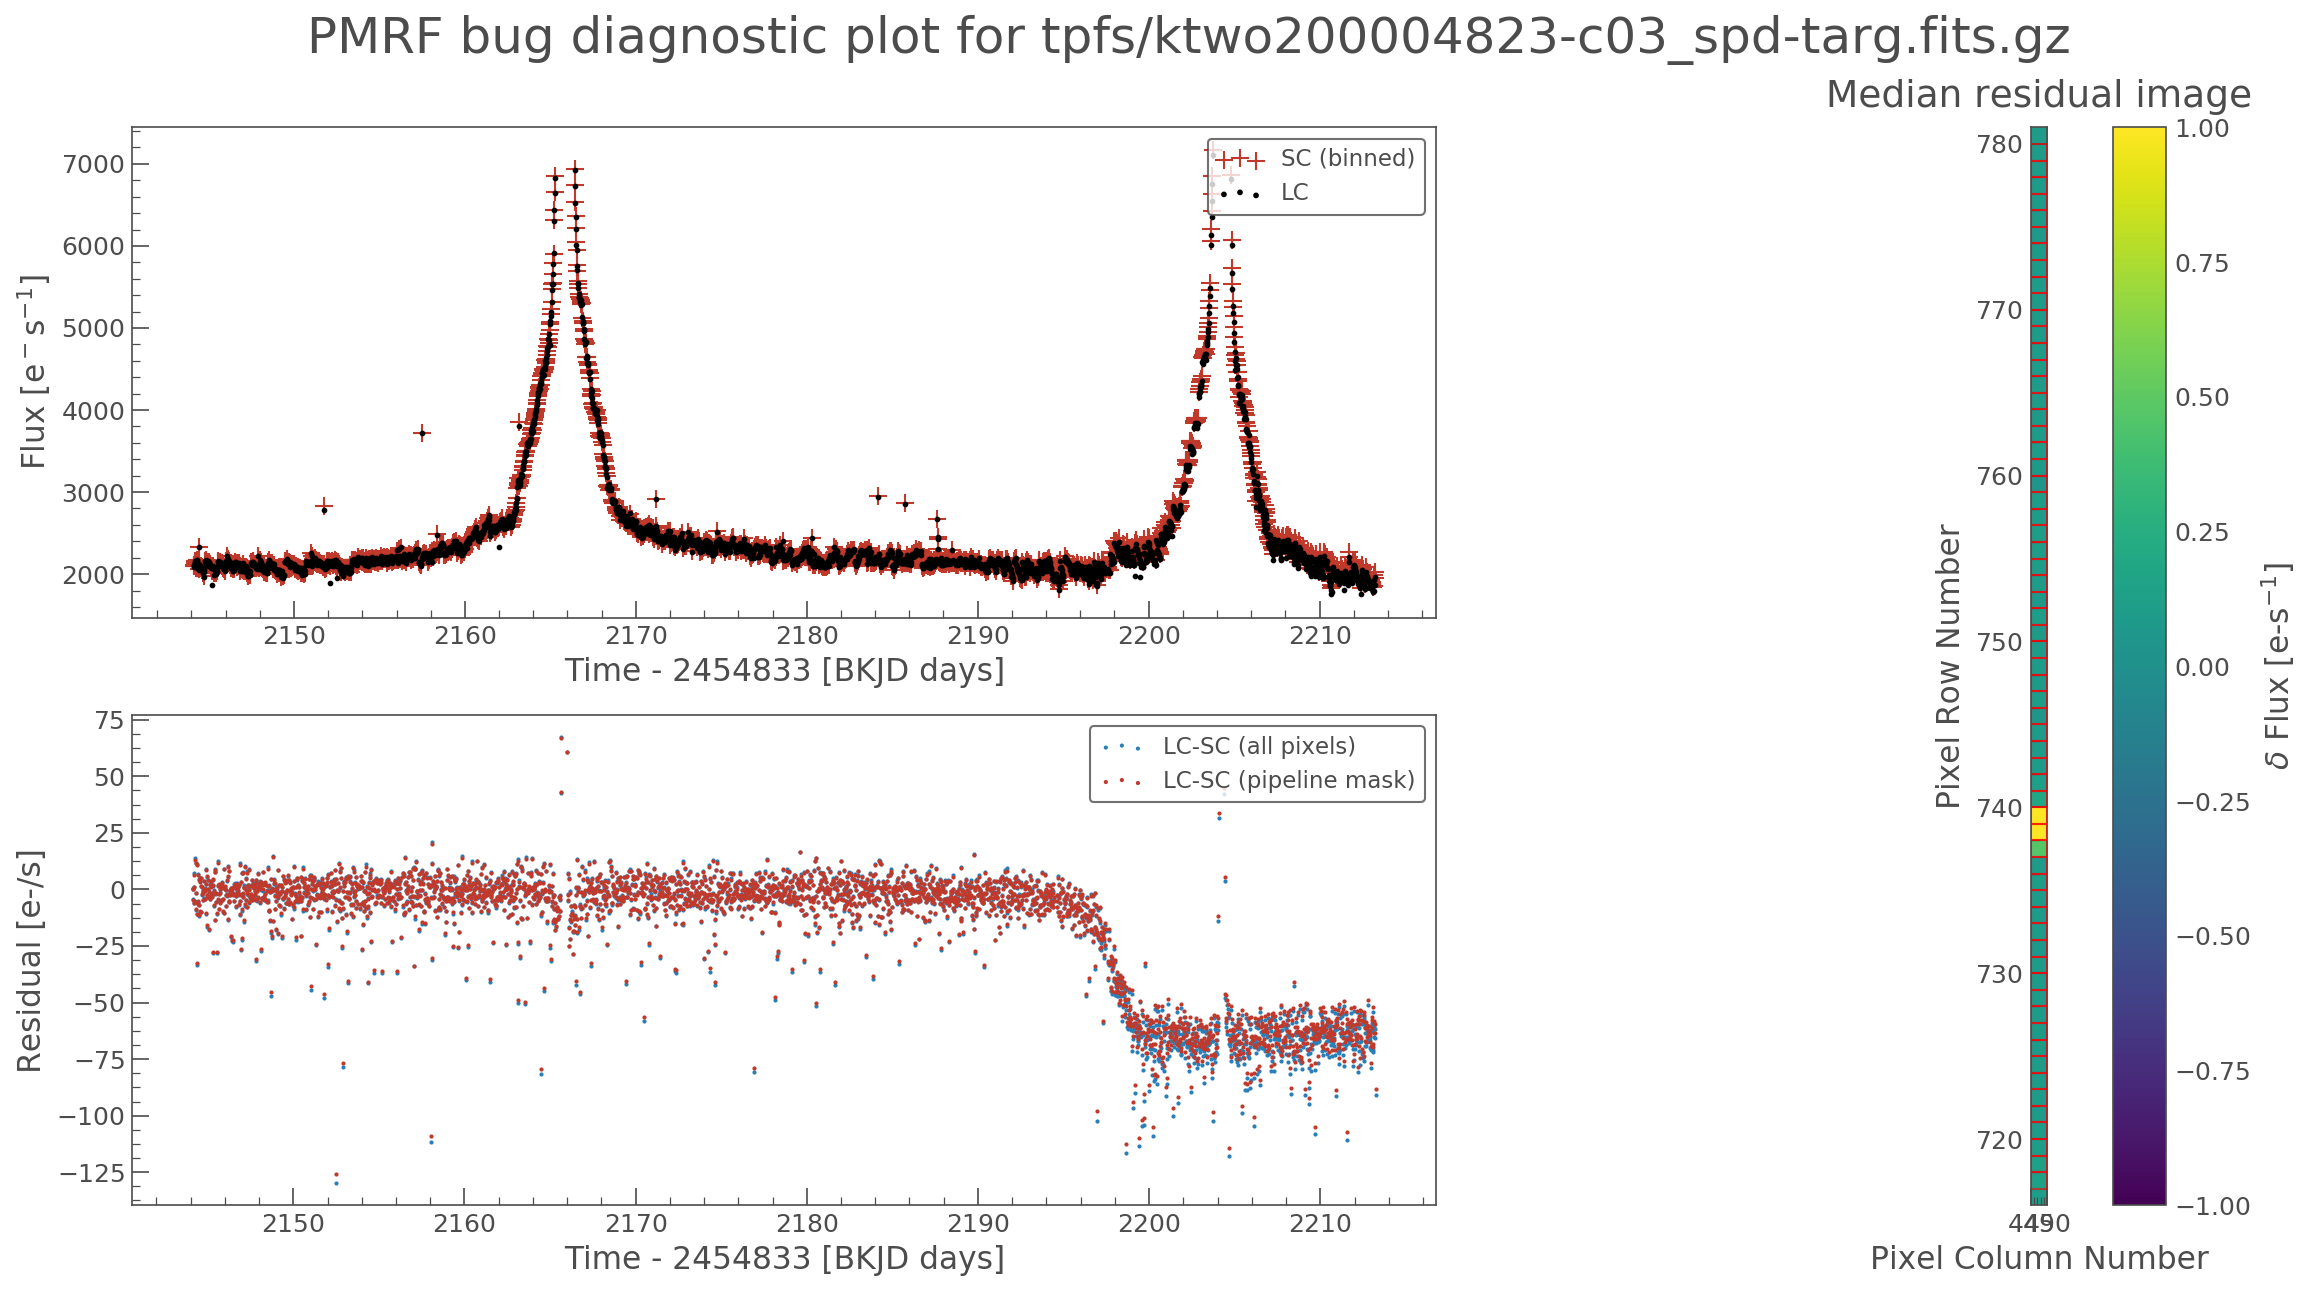 PMRF bug diagnostic plot for tpfs/ktwo200004823-c03_spd-targ.fits.gz
Flux [e⁻ s⁻¹]
7000
6000
5000
4000
3000
2000
SC (binned)
LC
2150 2160 2170 2180 2190 2200 2210
Time - 2454833 [BKJD days]
Residual [e-/s]
75
50
25
0
−25
−50
−75
−100
−125
LC-SC (all pixels)
LC-SC (pipeline mask)
2150 2160 2170 2180 2190 2200 2210
Time - 2454833 [BKJD days]
Median residual image
Pixel Row Number
780
770
760
750
740
730
720
Pixel Column Number
1.00
0.75
0.50
0.25
0.00
−0.25
−0.50
−0.75
−1.00
δ Flux [e-s⁻¹]